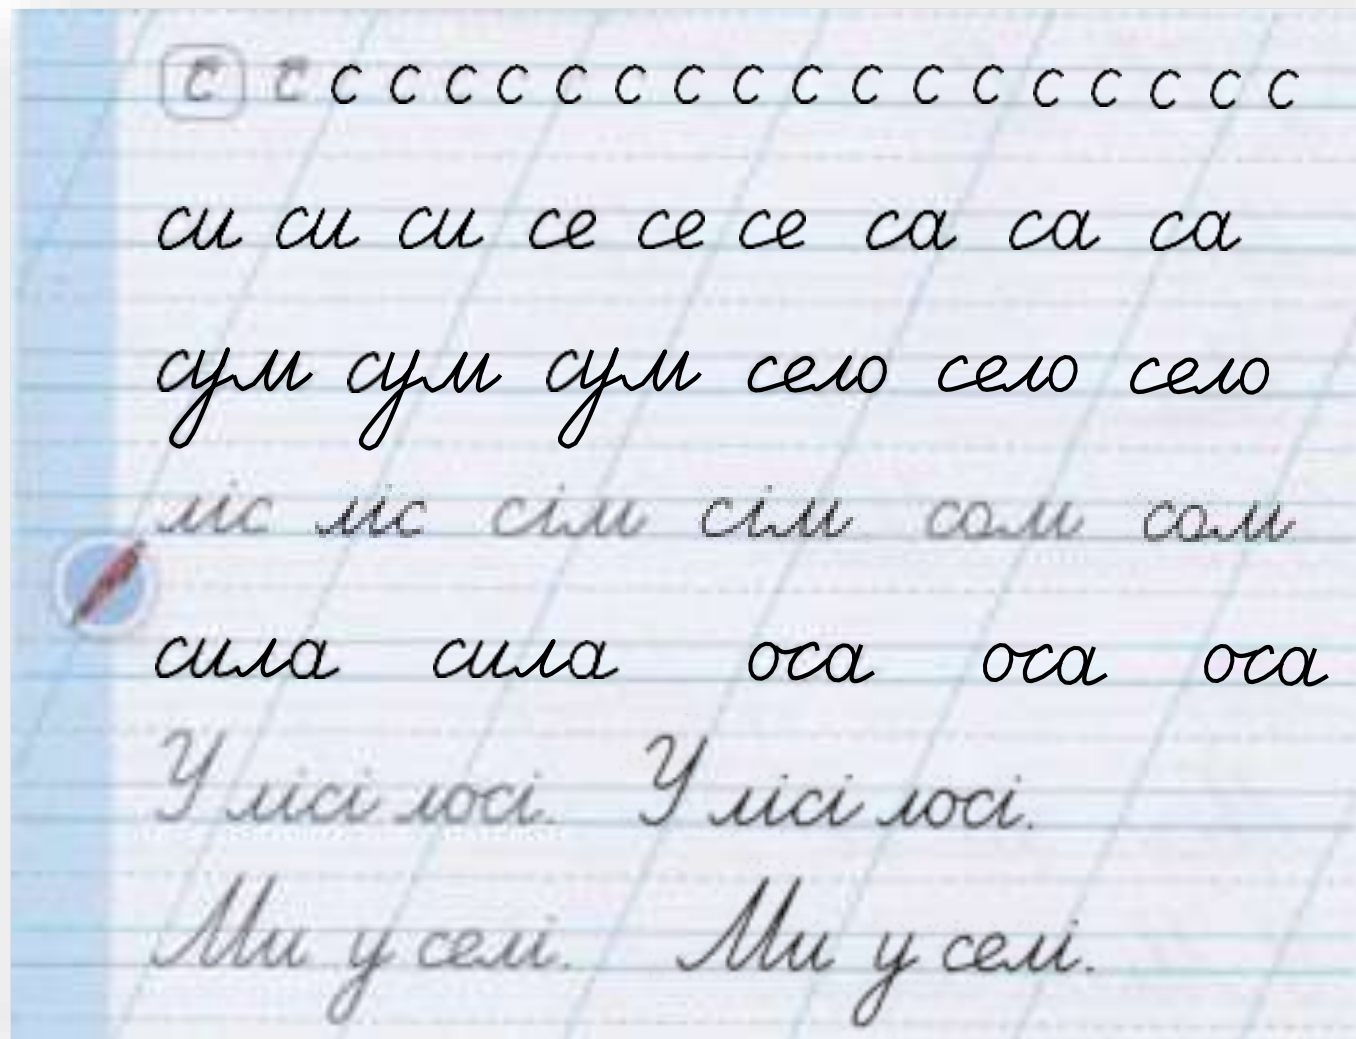 с с с с с с с с с с с с с с с с с с с
си си си се се се са са са
сум сум сум село село село
ліс ліс сім сім сом сом
сила сила оса оса оса
У лісі лосі. У лісі лосі.
Ми у селі. Ми у селі.